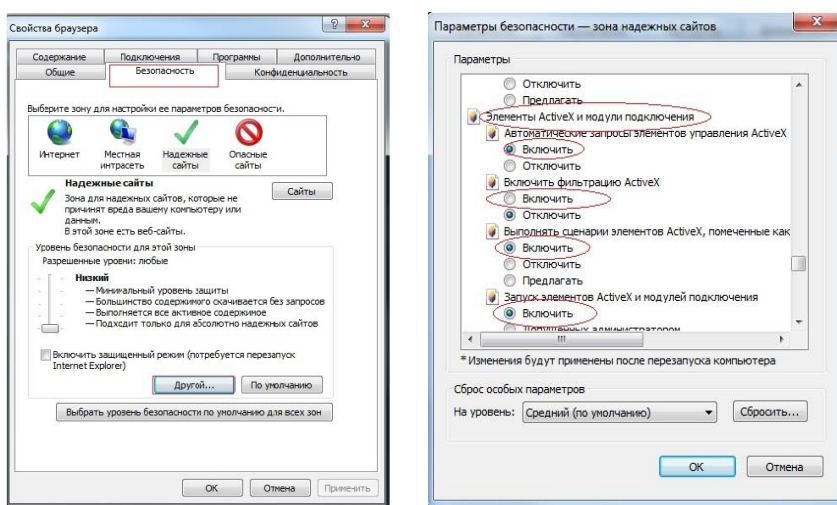 Свойства браузера
Содержание
Подключения
Программы
Дополнительно
Общие
Безопасность
Конфиденциальность
Выберите зону для настройки ее параметров безопасности.
Интернет
Местная
интрасеть
Надежные
сайты
Опасные
сайты
Надежные сайты
Зона для надежных сайтов, которые не
причинят вреда вашему компьютеру или
данным.
В этой зоне есть веб-сайты.
Сайты
Уровень безопасности для этой зоны
Разрешенные уровни: любые
Низкий
— Минимальный уровень защиты
— Большинство содержимого скачивается без запросов
— Выполняется все активное содержимое
— Подходит только для абсолютно надежных сайтов
Включить защищенный режим (потребуется перезапуск
Internet Explorer)
Другой...
По умолчанию
Выбрать уровень безопасности по умолчанию для всех зон
ОК
Отмена
Применить
Параметры безопасности — зона надежных сайтов
Параметры
Отключить
Предлагать
Элементы ActiveX и модули подключения
Автоматические запросы элементов управления ActiveX
Включить
Отключить
Включить фильтрацию ActiveX
Включить
Отключить
Выполнять сценарии элементов ActiveX, помеченные как
Включить
Отключить
Предлагать
Запуск элементов ActiveX и модулей подключения
Включить
Допущенных администратором
*Изменения будут применены после перезапуска компьютера
Сброс особых параметров
На уровень:
Средний (по умолчанию)
Сбросить...
ОК
Отмена